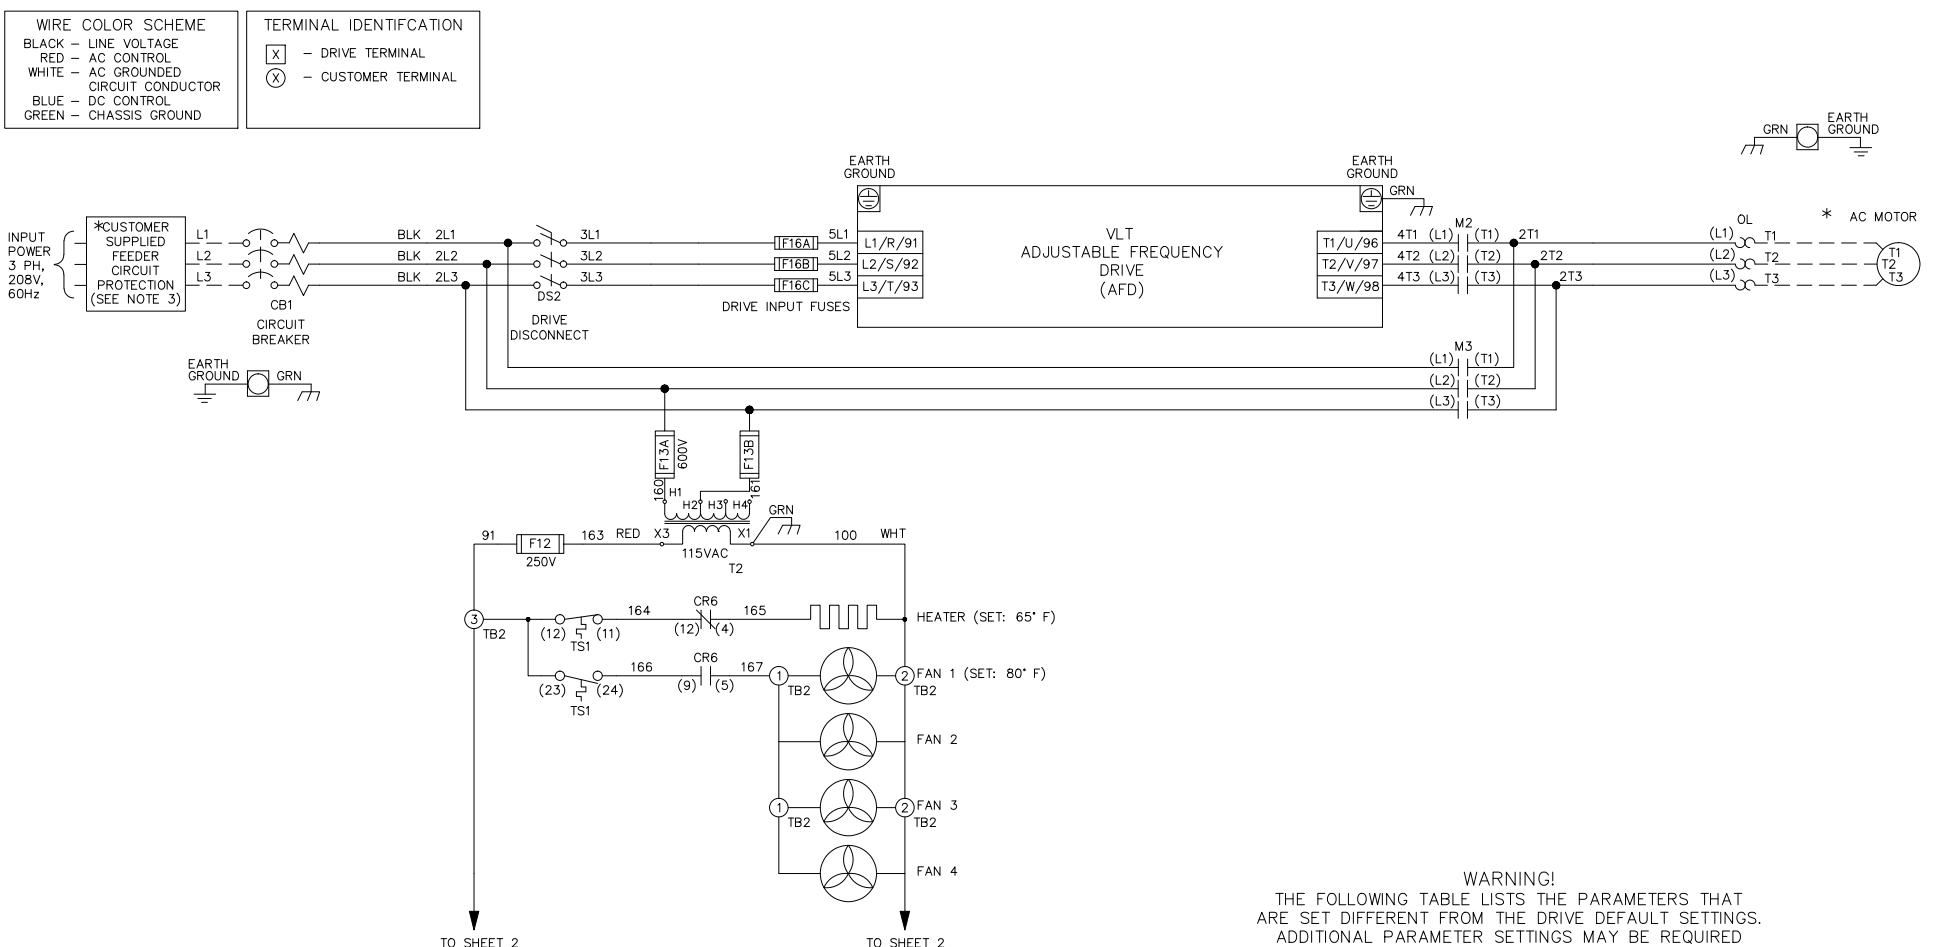 WIRE COLOR SCHEME
BLACK – LINE VOLTAGE
RED – AC CONTROL
WHITE – AC GROUNDED
CIRCUIT CONDUCTOR
BLUE – DC CONTROL
GREEN – CHASSIS GROUND
TERMINAL IDENTIFCATION
X – DRIVE TERMINAL
X – CUSTOMER TERMINAL
GRN
EARTH
GROUND
INPUT
POWER
3 PH,
208V,
60Hz
*CUSTOMER
SUPPLIED
FEEDER
CIRCUIT
PROTECTION
(SEE NOTE 3)
L1
L2
L3
CB1
CIRCUIT
BREAKER
BLK 2L1
BLK 2L2
BLK 2L3
3L1
3L2
3L3
DS2
DRIVE
DISCONNECT
F16A
F16B
F16C
5L1
5L2
5L3
DRIVE INPUT FUSES
EARTH
GROUND
L1/R/91
L2/S/92
L3/T/93
VLT
ADJUSTABLE FREQUENCY
DRIVE
(AFD)
EARTH
GROUND
GRN
T1/U/96
T2/V/97
T3/W/98
M2
4T1 (L1) (T1) 2T1
4T2 (L2) (T2) 2T2
4T3 (L3) (T3) 2T3
OL
(L1) T1
(L2) T2
(L3) T3
* AC MOTOR
T1
T2
T3
M3
(L1) (T1)
(L2) (T2)
(L3) (T3)
EARTH
GROUND
GRN
F13A
600V
F13B
160
161
H1
H2
H3
H4
GRN
91
F12
250V
163
RED
X3
X1
115VAC
T2
100
WHT
3
TB2
(12)
(11)
TS1
164
CR6
(12)
(4)
165
HEATER (SET: 65° F)
(23)
(24)
TS1
166
CR6
(9)
(5)
167
1
TB2
2
TB2
FAN 1 (SET: 80° F)
FAN 2
1
TB2
2
TB2
FAN 3
FAN 4
TO SHEET 2
TO SHEET 2
WARNING!
THE FOLLOWING TABLE LISTS THE PARAMETERS THAT
ARE SET DIFFERENT FROM THE DRIVE DEFAULT SETTINGS.
ADDITIONAL PARAMETER SETTINGS MAY BE REQUIRED